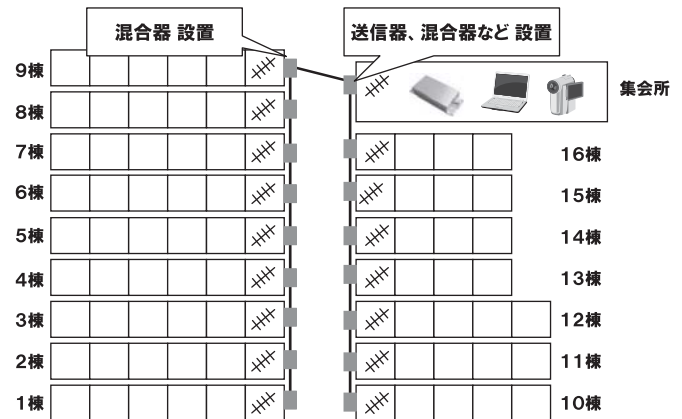 混合器 設置
送信器、混合器など 設置
9棟
8棟
7棟
6棟
5棟
4棟
3棟
2棟
1棟
集会所
16棟
15棟
14棟
13棟
12棟
11棟
10棟